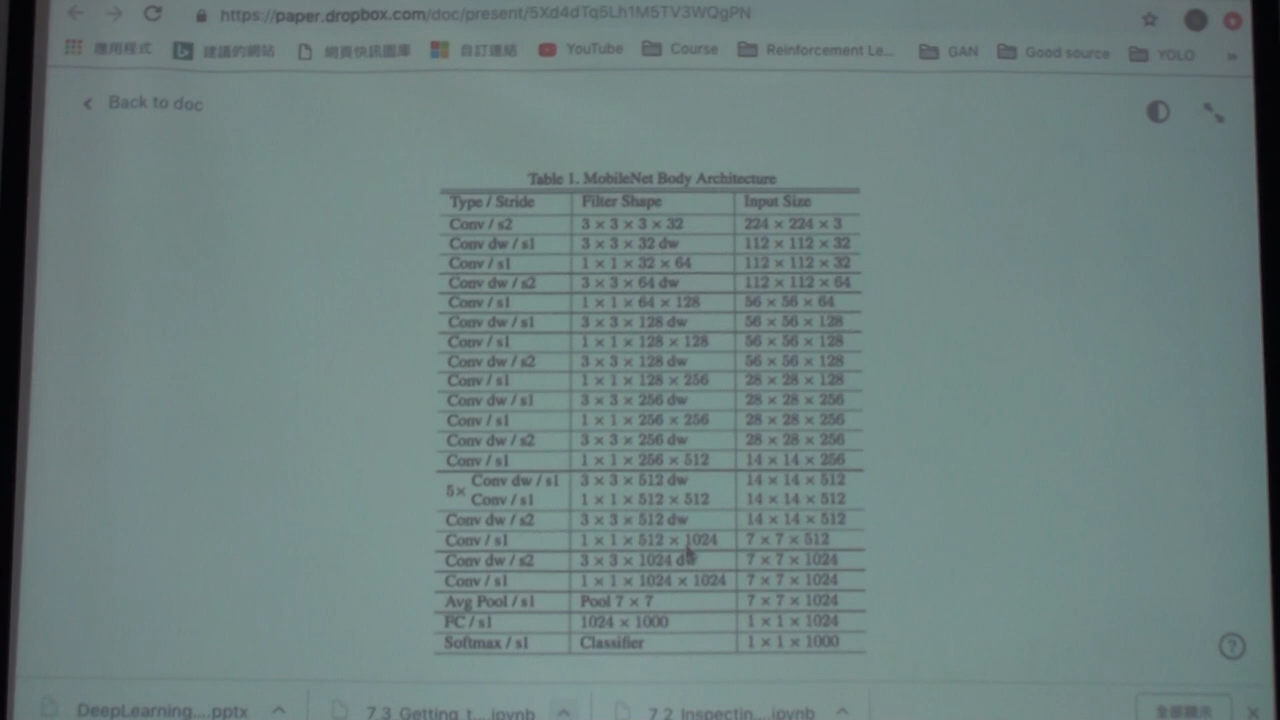 https://paper.dropbox.com/doc/present/5Xd4dTq5Lh1M5TV3WQgPN
應用程式 建議的網站 網頁快訊圖庫 自訂連結 YouTube Course Reinforcement Le... GAN Good source YOLO »
Back to doc
Table 1. MobileNet Body Architecture
Type / Stride Filter Shape Input Size
Conv / s2 3 × 3 × 3 × 32 224 × 224 × 3
Conv dw / s1 3 × 3 × 32 dw 112 × 112 × 32
Conv / s1 1 × 1 × 32 × 64 112 × 112 × 32
Conv dw / s2 3 × 3 × 64 dw 112 × 112 × 64
Conv / s1 1 × 1 × 64 × 128 56 × 56 × 64
Conv dw / s1 3 × 3 × 128 dw 56 × 56 × 128
Conv / s1 1 × 1 × 128 × 128 56 × 56 × 128
Conv dw / s2 3 × 3 × 128 dw 56 × 56 × 128
Conv / s1 1 × 1 × 128 × 256 28 × 28 × 128
Conv dw / s1 3 × 3 × 256 dw 28 × 28 × 256
Conv / s1 1 × 1 × 256 × 256 28 × 28 × 256
Conv dw / s2 3 × 3 × 256 dw 28 × 28 × 256
Conv / s1 1 × 1 × 256 × 512 14 × 14 × 256
5× Conv dw / s1 3 × 3 × 512 dw 14 × 14 × 512
Conv / s1 1 × 1 × 512 × 512 14 × 14 × 512
Conv dw / s2 3 × 3 × 512 dw 14 × 14 × 512
Conv / s1 1 × 1 × 512 × 1024 7 × 7 × 512
Conv dw / s2 3 × 3 × 1024 dw 7 × 7 × 1024
Conv / s1 1 × 1 × 1024 × 1024 7 × 7 × 1024
Avg Pool / s1 Pool 7 × 7 7 × 7 × 1024
FC / s1 1024 × 1000 1 × 1 × 1024
Softmax / s1 Classifier 1 × 1 × 1000
?
DeepLearning....pptx 7.3 Getting_t....ipynb 7.2 Inspectin....ipynb 全部顯示